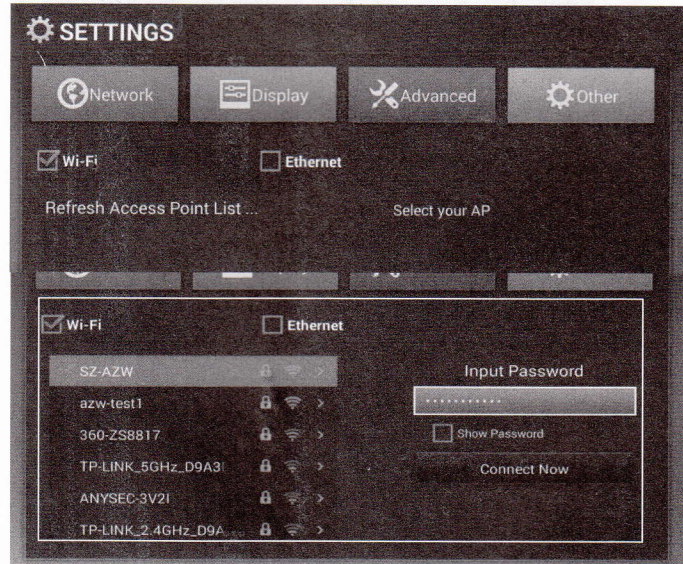 SETTINGS
Network Display Advanced Other
Wi-Fi Ethernet
Refresh Access Point List ... Select your AP
Wi-Fi Ethernet
SZ-AZW
azw-test1
360-ZS8817
TP-LINK_5GHz_D9A3
ANYSEC-3V2I
TP-LINK_2.4GHz_D9A
Input Password
...........
Show Password
Connect Now